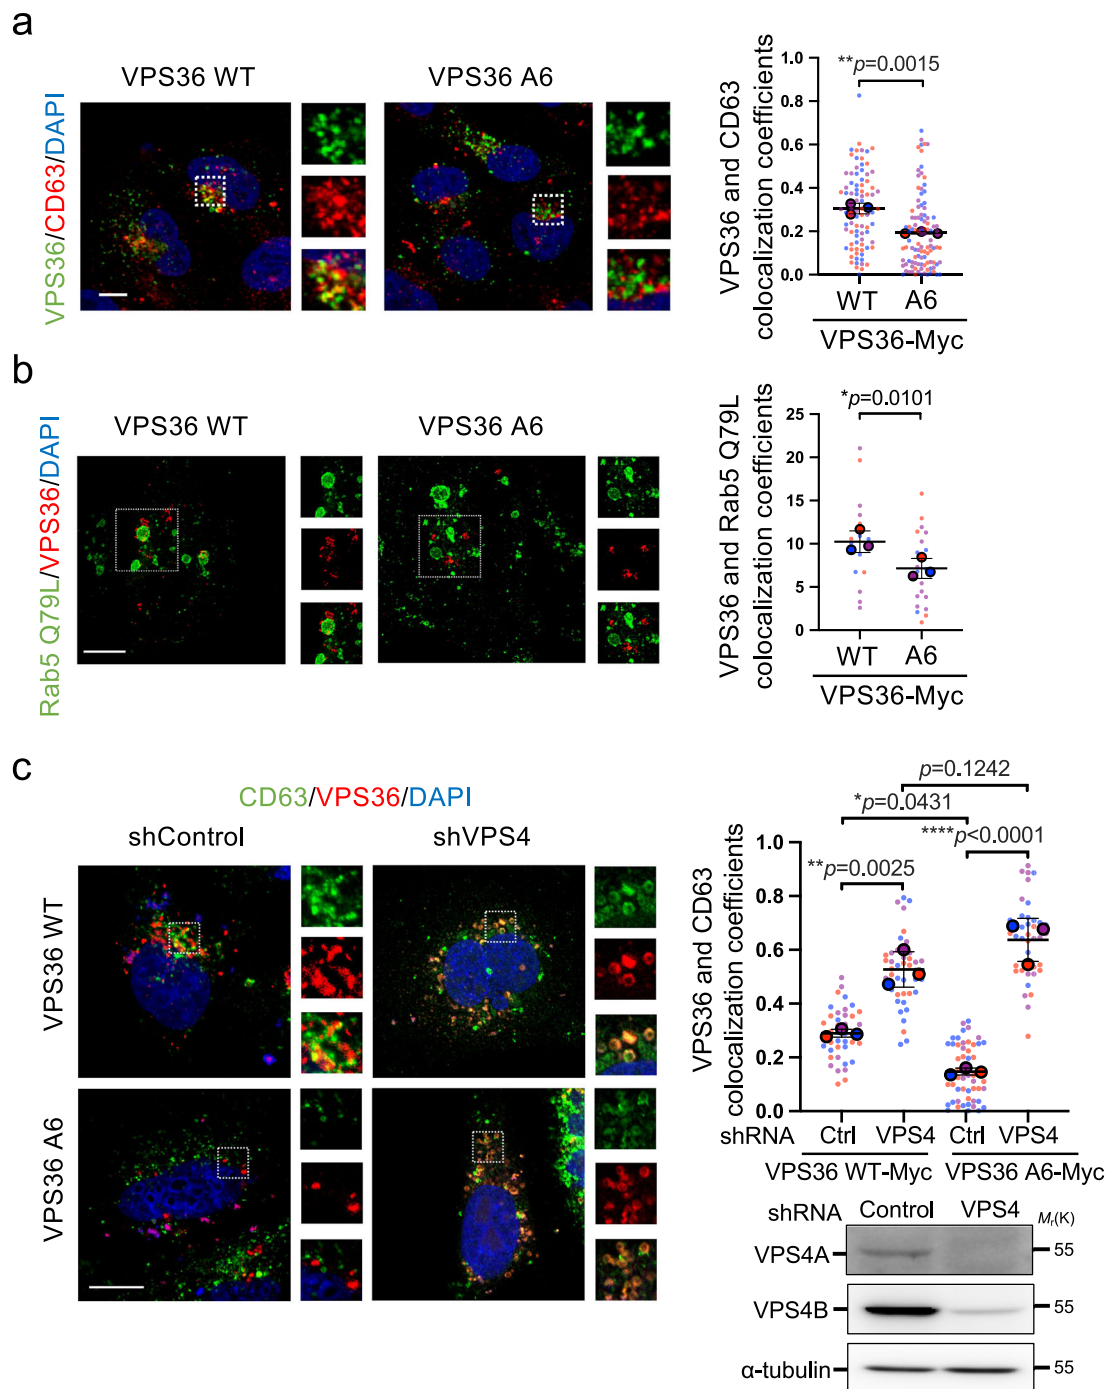 a
VPS36 WT
VPS36 A6
VPS36/CD63/DAPI
VPS36 and CD63
colocalization coefficients
**p=0.0015
1.0
0.8
0.6
0.4
0.2
0.0
WT
A6
VPS36-Myc
b
VPS36 WT
VPS36 A6
Rab5 Q79L/VPS36/DAPI
VPS36 and Rab5 Q79L
colocalization coefficients
*p=0.0101
25
20
15
10
5
0
WT
A6
VPS36-Myc
c
CD63/VPS36/DAPI
shControl
shVPS4
VPS36 WT
VPS36 A6
VPS36 and CD63
colocalization coefficients
p=0.1242
*p=0.0431
****p<0.0001
**p=0.0025
1.0
0.8
0.6
0.4
0.2
0.0
shRNA Ctrl VPS4 Ctrl VPS4
VPS36 WT-Myc VPS36 A6-Myc
shRNA Control VPS4 Mr(K)
VPS4A 55
VPS4B 55
α-tubulin 55